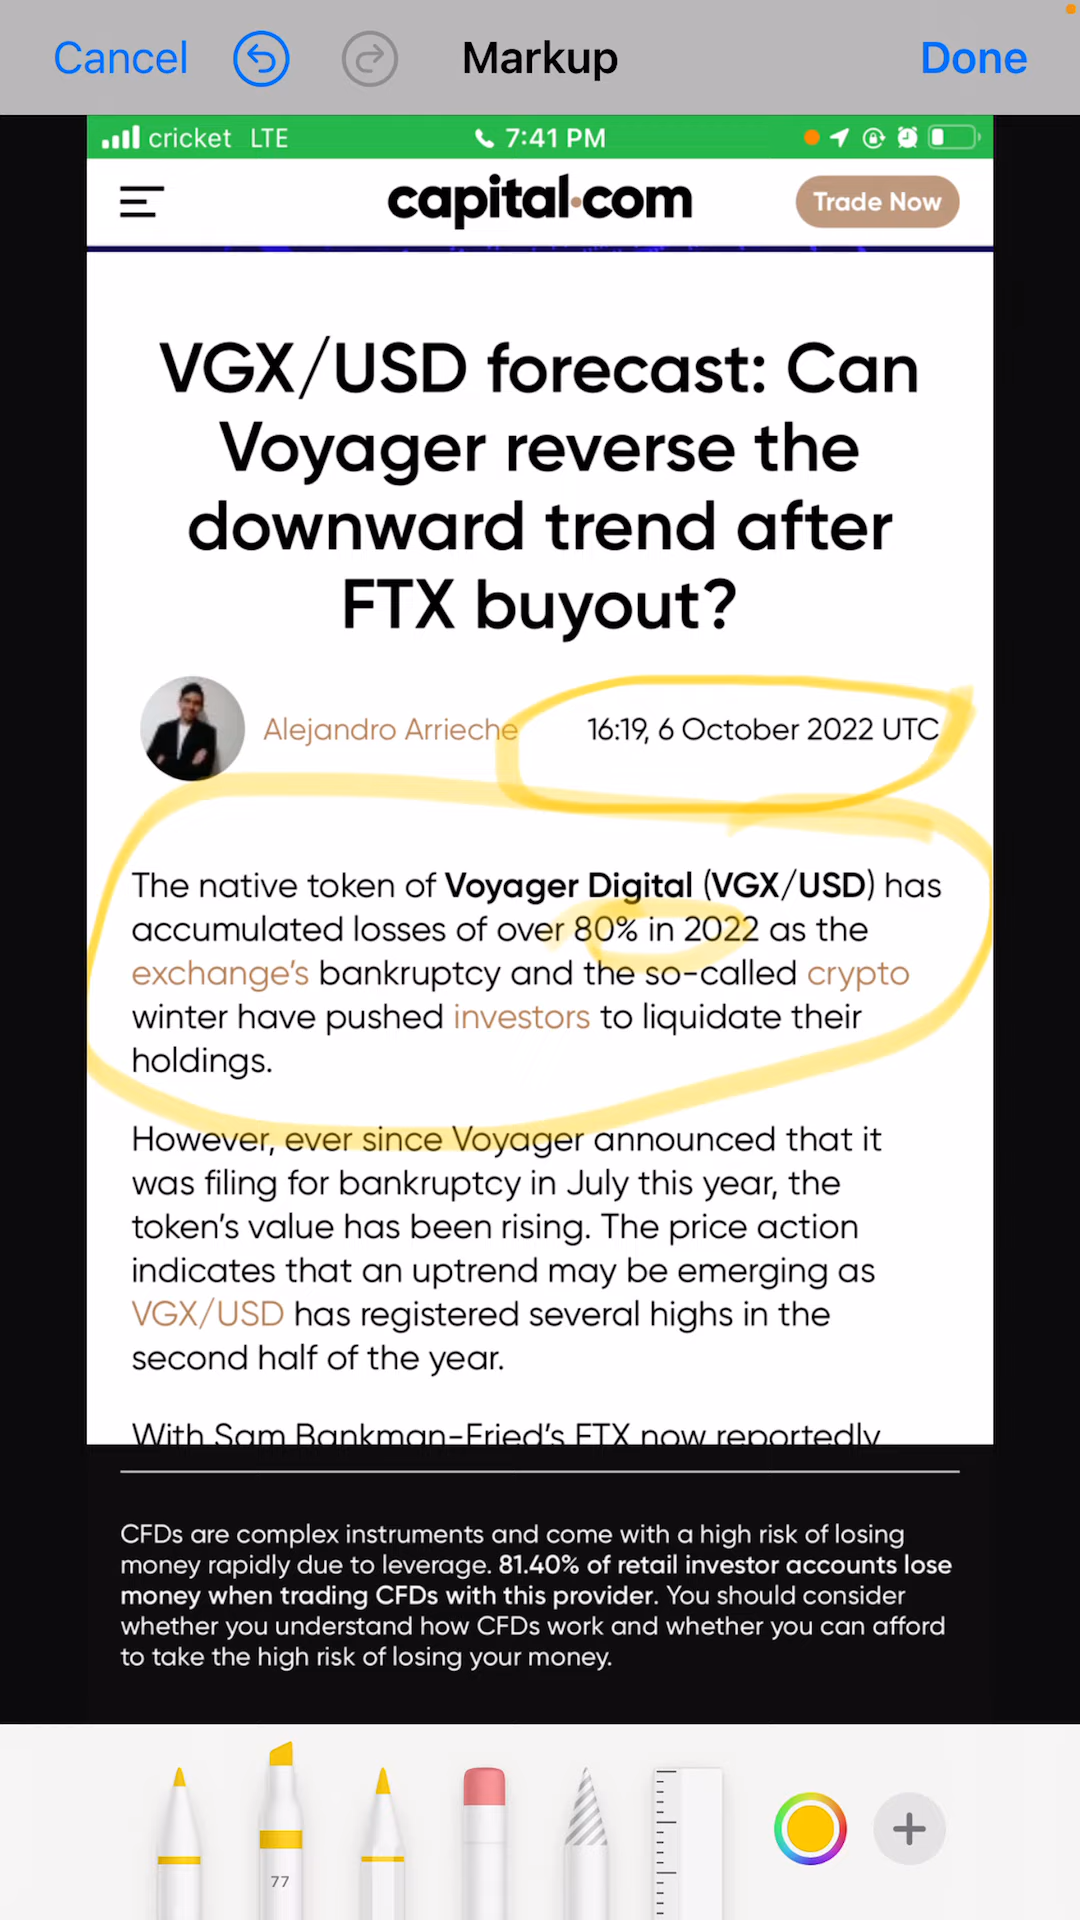 Cancel Markup Done
cricket LTE 7:41 PM
capital.com Trade Now
VGX/USD forecast: Can
Voyager reverse the
downward trend after
FTX buyout?
Alejandro Arrieche 16:19, 6 October 2022 UTC
The native token of Voyager Digital (VGX/USD) has
accumulated losses of over 80% in 2022 as the
exchange's bankruptcy and the so-called crypto
winter have pushed investors to liquidate their
holdings.
However, ever since Voyager announced that it
was filing for bankruptcy in July this year, the
token's value has been rising. The price action
indicates that an uptrend may be emerging as
VGX/USD has registered several highs in the
second half of the year.
With Sam Bankman-Fried's FTX now reportedly
CFDs are complex instruments and come with a high risk of losing
money rapidly due to leverage. 81.40% of retail investor accounts lose
money when trading CFDs with this provider. You should consider
whether you understand how CFDs work and whether you can afford
to take the high risk of losing your money.
77